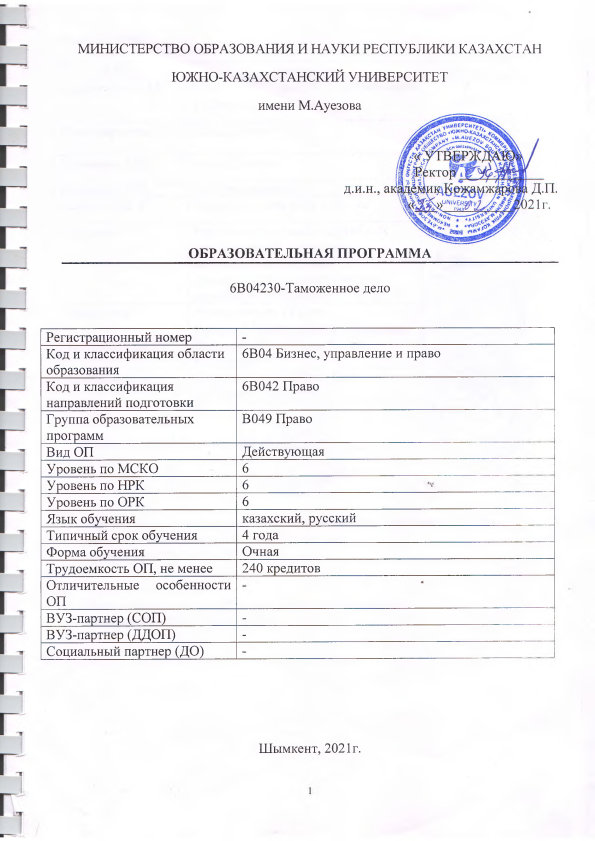 МИНИСТЕРСТВО ОБРАЗОВАНИЯ И НАУКИ РЕСПУБЛИКИ КАЗАХСТАН
ЮЖНО-КАЗАХСТАНСКИЙ УНИВЕРСИТЕТ
имени М.Ауезова
«УТВЕРЖДАЮ»
Ректор
д.и.н., академик Кожамжарова Д.П.
2021г.
AUEZOV
UNIVERSITY
ОБРАЗОВАТЕЛЬНАЯ ПРОГРАММА
6В04230-Таможенное дело
Регистрационный номер -
Код и классификация области 6В04 Бизнес, управление и право
образования
Код и классификация 6В042 Право
направлений подготовки
Группа образовательных В049 Право
программ
Вид ОП Действующая
Уровень по МСКО 6
Уровень по НРК 6
Уровень по ОРК 6
Язык обучения казахский, русский
Типичный срок обучения 4 года
Форма обучения Очная
Трудоемкость ОП, не менее 240 кредитов
Отличительные особенности -
ОП
ВУЗ-партнер (СОП) -
ВУЗ-партнер (ДДОП) -
Социальный партнер (ДО) -
Шымкент, 2021г.
1